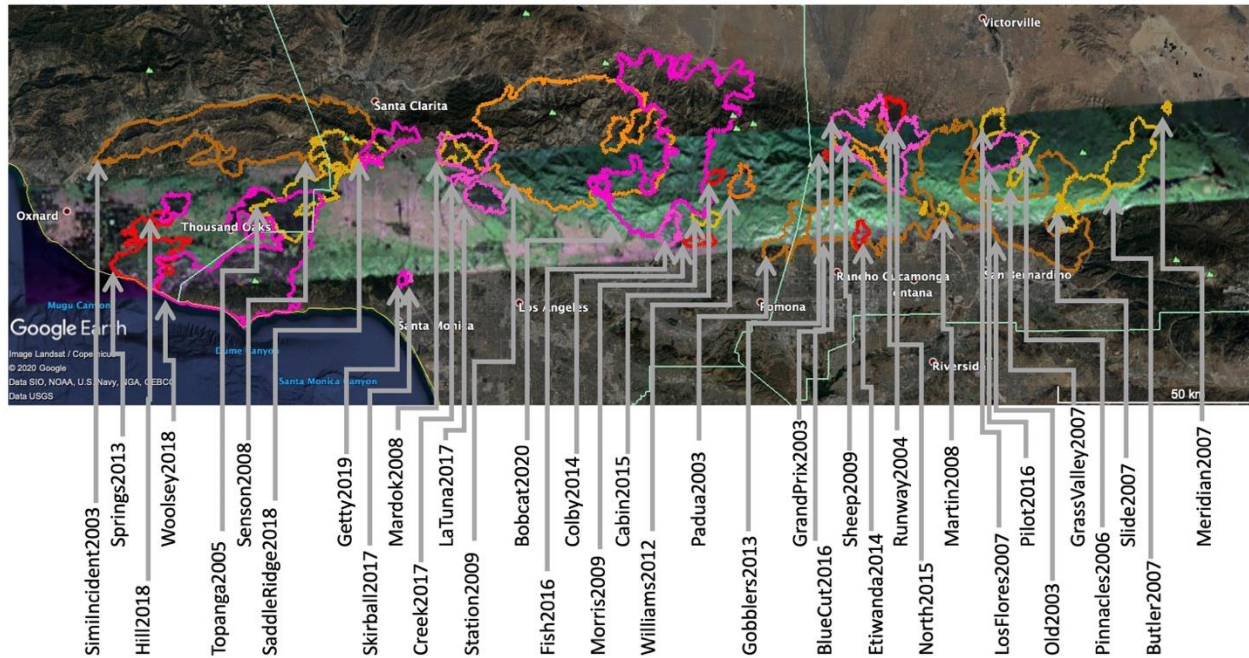 Victorville
Santa Clarita
Oxnard
Thousand Oaks
Rancho Cucamonga
San Bernardino
ontana
Mugu Canyon
Los Angeles
Pomona
Santa Monica
Google Earth
Dume Canyon
Image Landsat / Copernicus
© 2020 Google
Santa Monica Canyon
Riverside
Data SIO, NOAA, U.S. Navy, NGA, GEBCO
Data USGS
50 km
SimiIncident2003
Springs2013
Hill2018
Woolsey2018
Topanga2005
Senson2008
SaddleRidge2018
Getty2019
Skirball2017
Mardok2008
Creek2017
LaTuna2017
Station2009
Bobcat2020
Fish2016
Colby2014
Morris2009
Cabin2015
Williams2012
Padua2003
Gobblers2013
GrandPrix2003
BlueCut2016
Sheep2009
Etiwanda2014
Runway2004
North2015
Martin2008
LosFlores2007
Pilot2016
Old2003
GrassValley2007
Pinnacles2006
Slide2007
Butler2007
Meridian2007